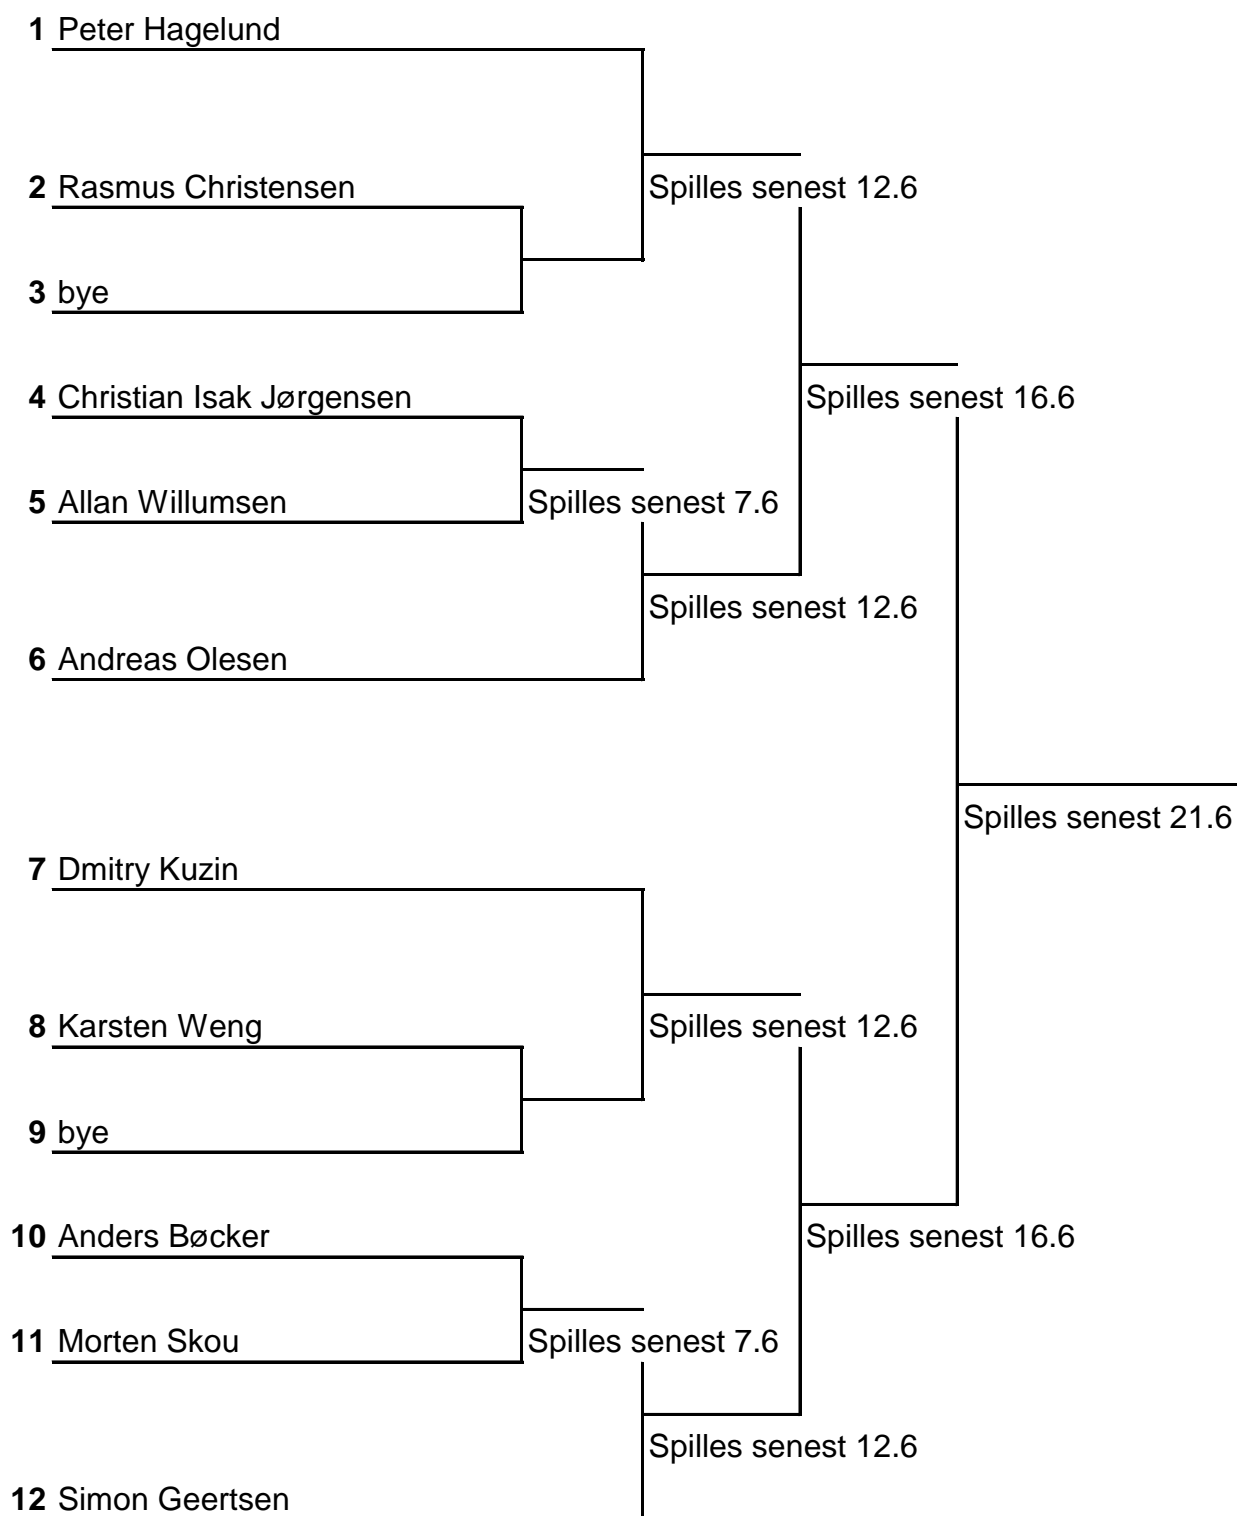 1 Peter Hagelund
2 Rasmus Christensen
Spilles senest 12.6
3 bye
4 Christian Isak Jørgensen
Spilles senest 16.6
5 Allan Willumsen
Spilles senest 7.6
Spilles senest 12.6
6 Andreas Olesen
Spilles senest 21.6
7 Dmitry Kuzin
8 Karsten Weng
Spilles senest 12.6
9 bye
10 Anders Bøcker
Spilles senest 16.6
11 Morten Skou
Spilles senest 7.6
Spilles senest 12.6
12 Simon Geertsen